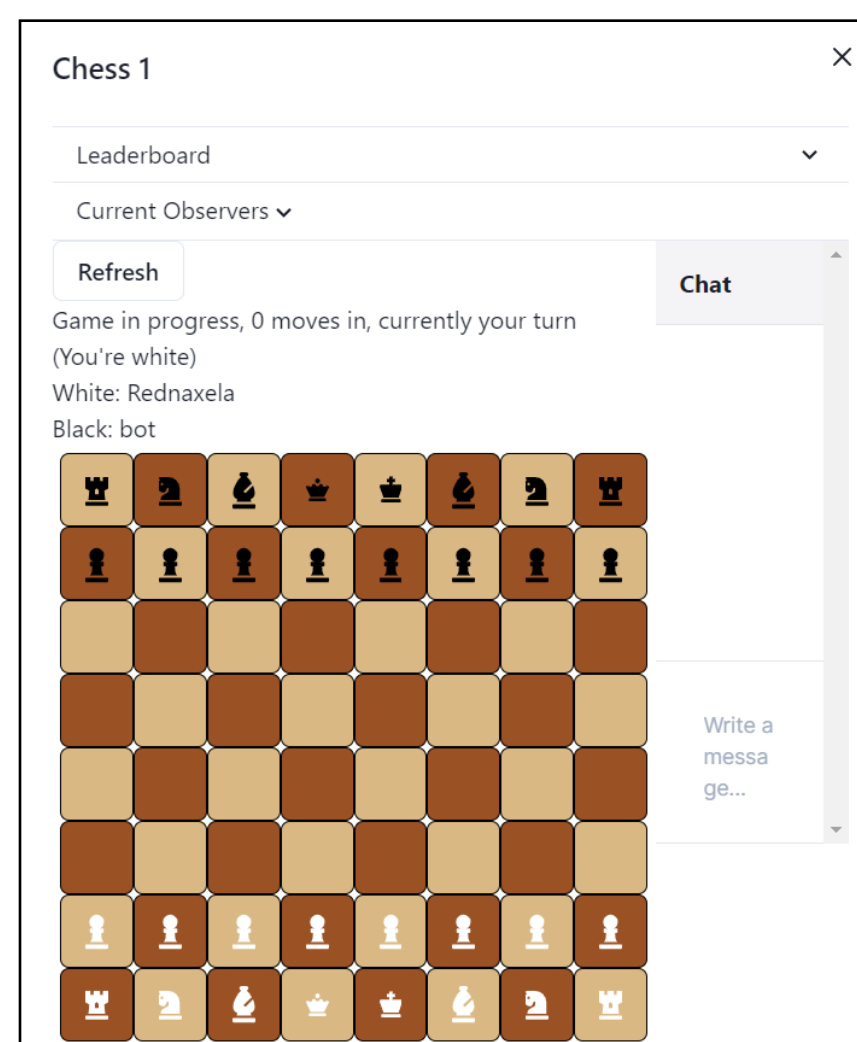 Chess 1
Leaderboard
Current Observers
Refresh
Game in progress, 0 moves in, currently your turn
(You're white)
White: Rednaxela
Black: bot
Chat
Write a
messa
ge...